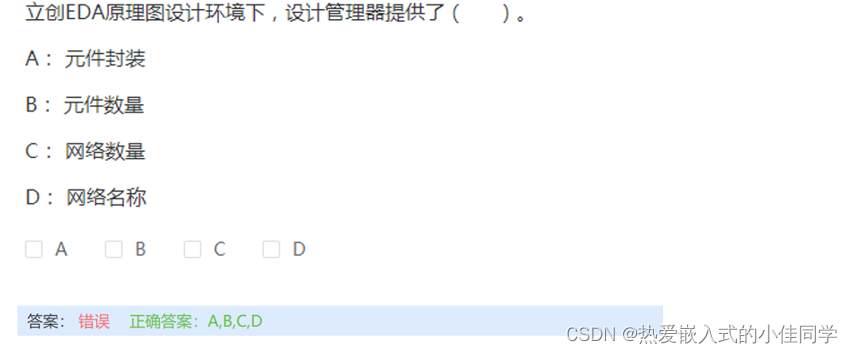 立创EDA原理图设计环境下，设计管理器提供了（　　）。
A： 元件封装
B： 元件数量
C： 网络数量
D： 网络名称
A B C D
答案： 错误 正确答案：A,B,C,D
CSDN @热爱嵌入式的小佳同学